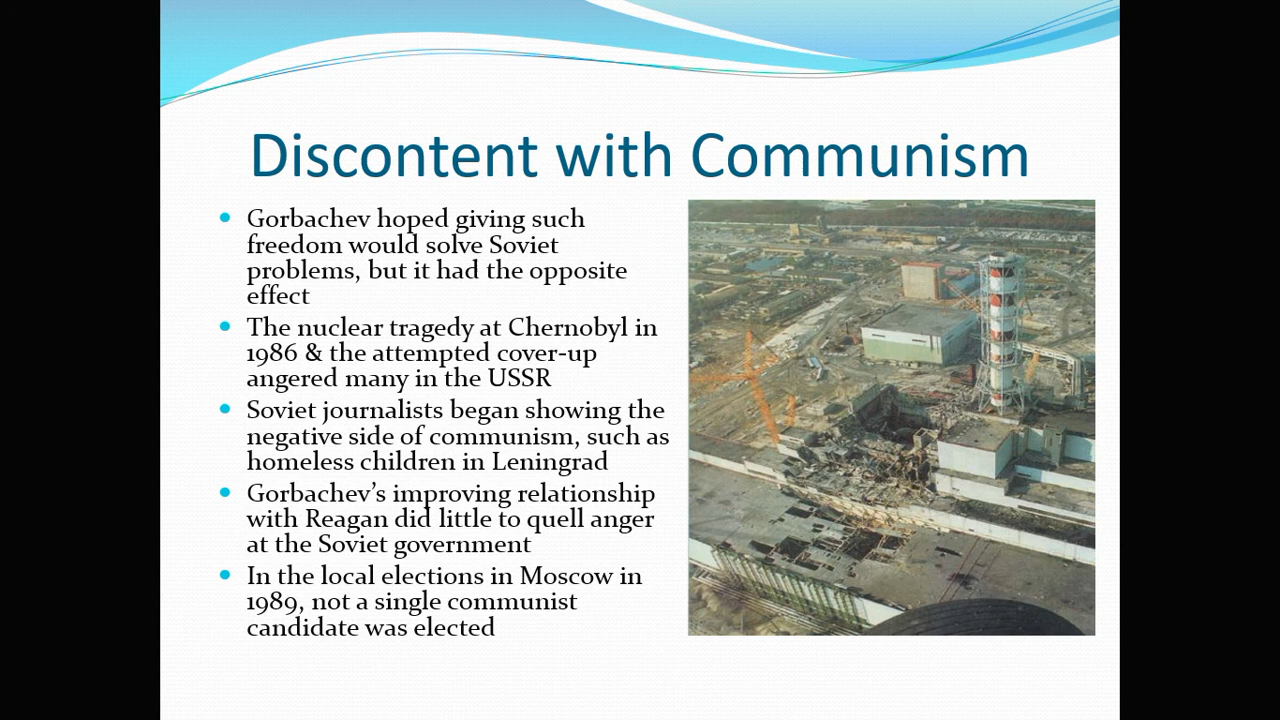 Discontent with Communism
Gorbachev hoped giving such
freedom would solve Soviet
problems, but it had the opposite
effect
The nuclear tragedy at Chernobyl in
1986 & the attempted cover-up
angered many in the USSR
Soviet journalists began showing the
negative side of communism, such as
homeless children in Leningrad
Gorbachev’s improving relationship
with Reagan did little to quell anger
at the Soviet government
In the local elections in Moscow in
1989, not a single communist
candidate was elected